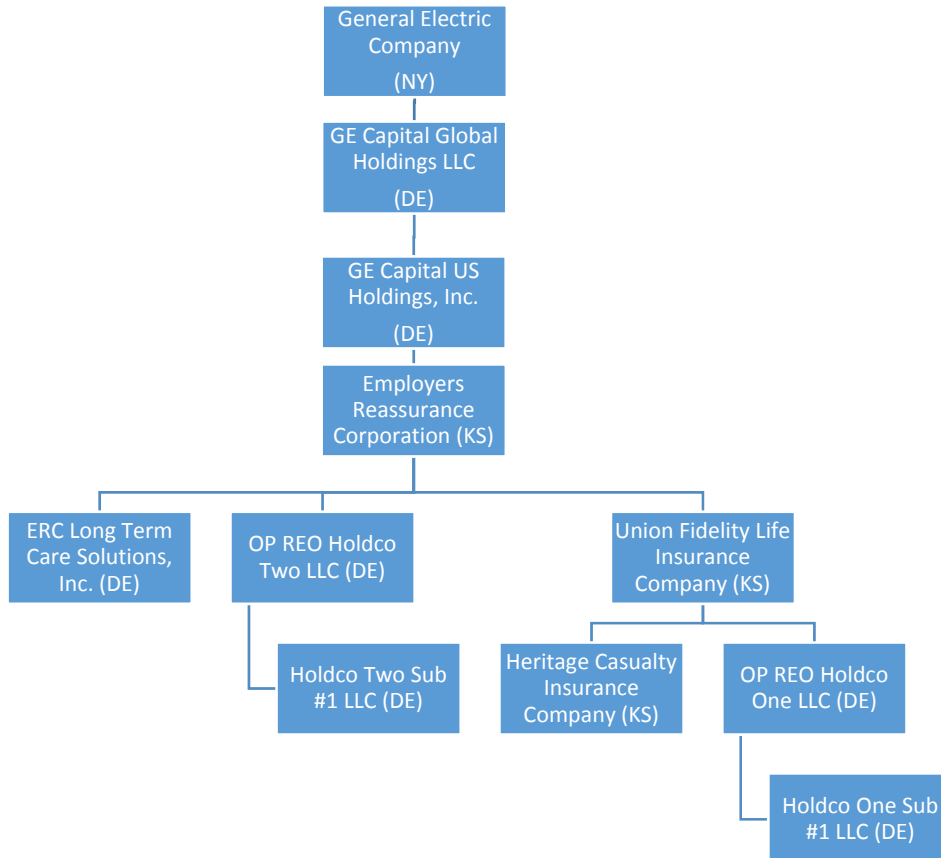 General Electric
Company
(NY)
GE Capital Global
Holdings LLC
(DE)
GE Capital US
Holdings, Inc.
(DE)
Employers
Reassurance
Corporation (KS)
ERC Long Term
Care Solutions,
Inc. (DE)
OP REO Holdco
Two LLC (DE)
Union Fidelity Life
Insurance
Company (KS)
Holdco Two Sub
#1 LLC (DE)
Heritage Casualty
Insurance
Company (KS)
OP REO Holdco
One LLC (DE)
Holdco One Sub
#1 LLC (DE)